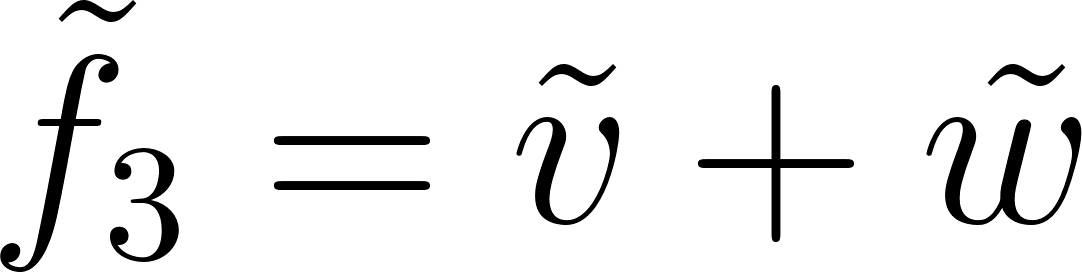 f̃₃ = ṽ + w̃